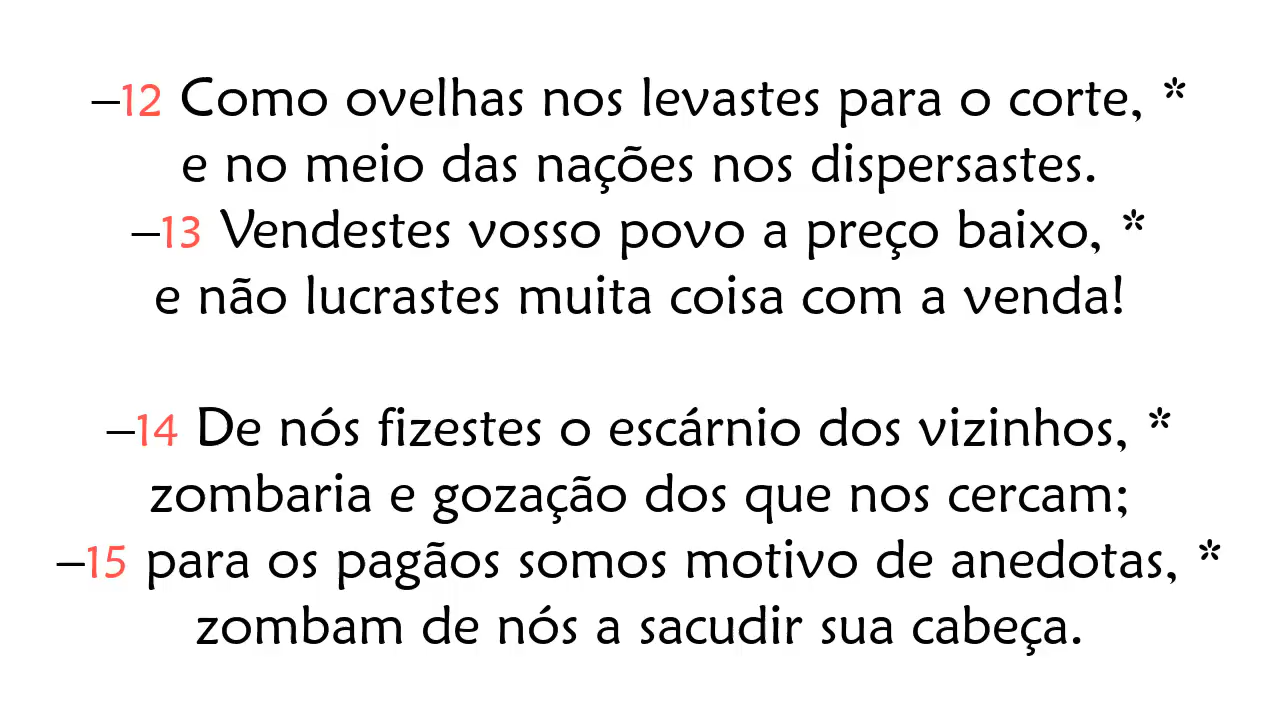 –12 Como ovelhas nos levastes para o corte, *
e no meio das nações nos dispersastes.
–13 Vendestes vosso povo a preço baixo, *
e não lucrastes muita coisa com a venda!
–14 De nós fizestes o escárnio dos vizinhos, *
zombaria e gozação dos que nos cercam;
–15 para os pagãos somos motivo de anedotas, *
zombam de nós a sacudir sua cabeça.